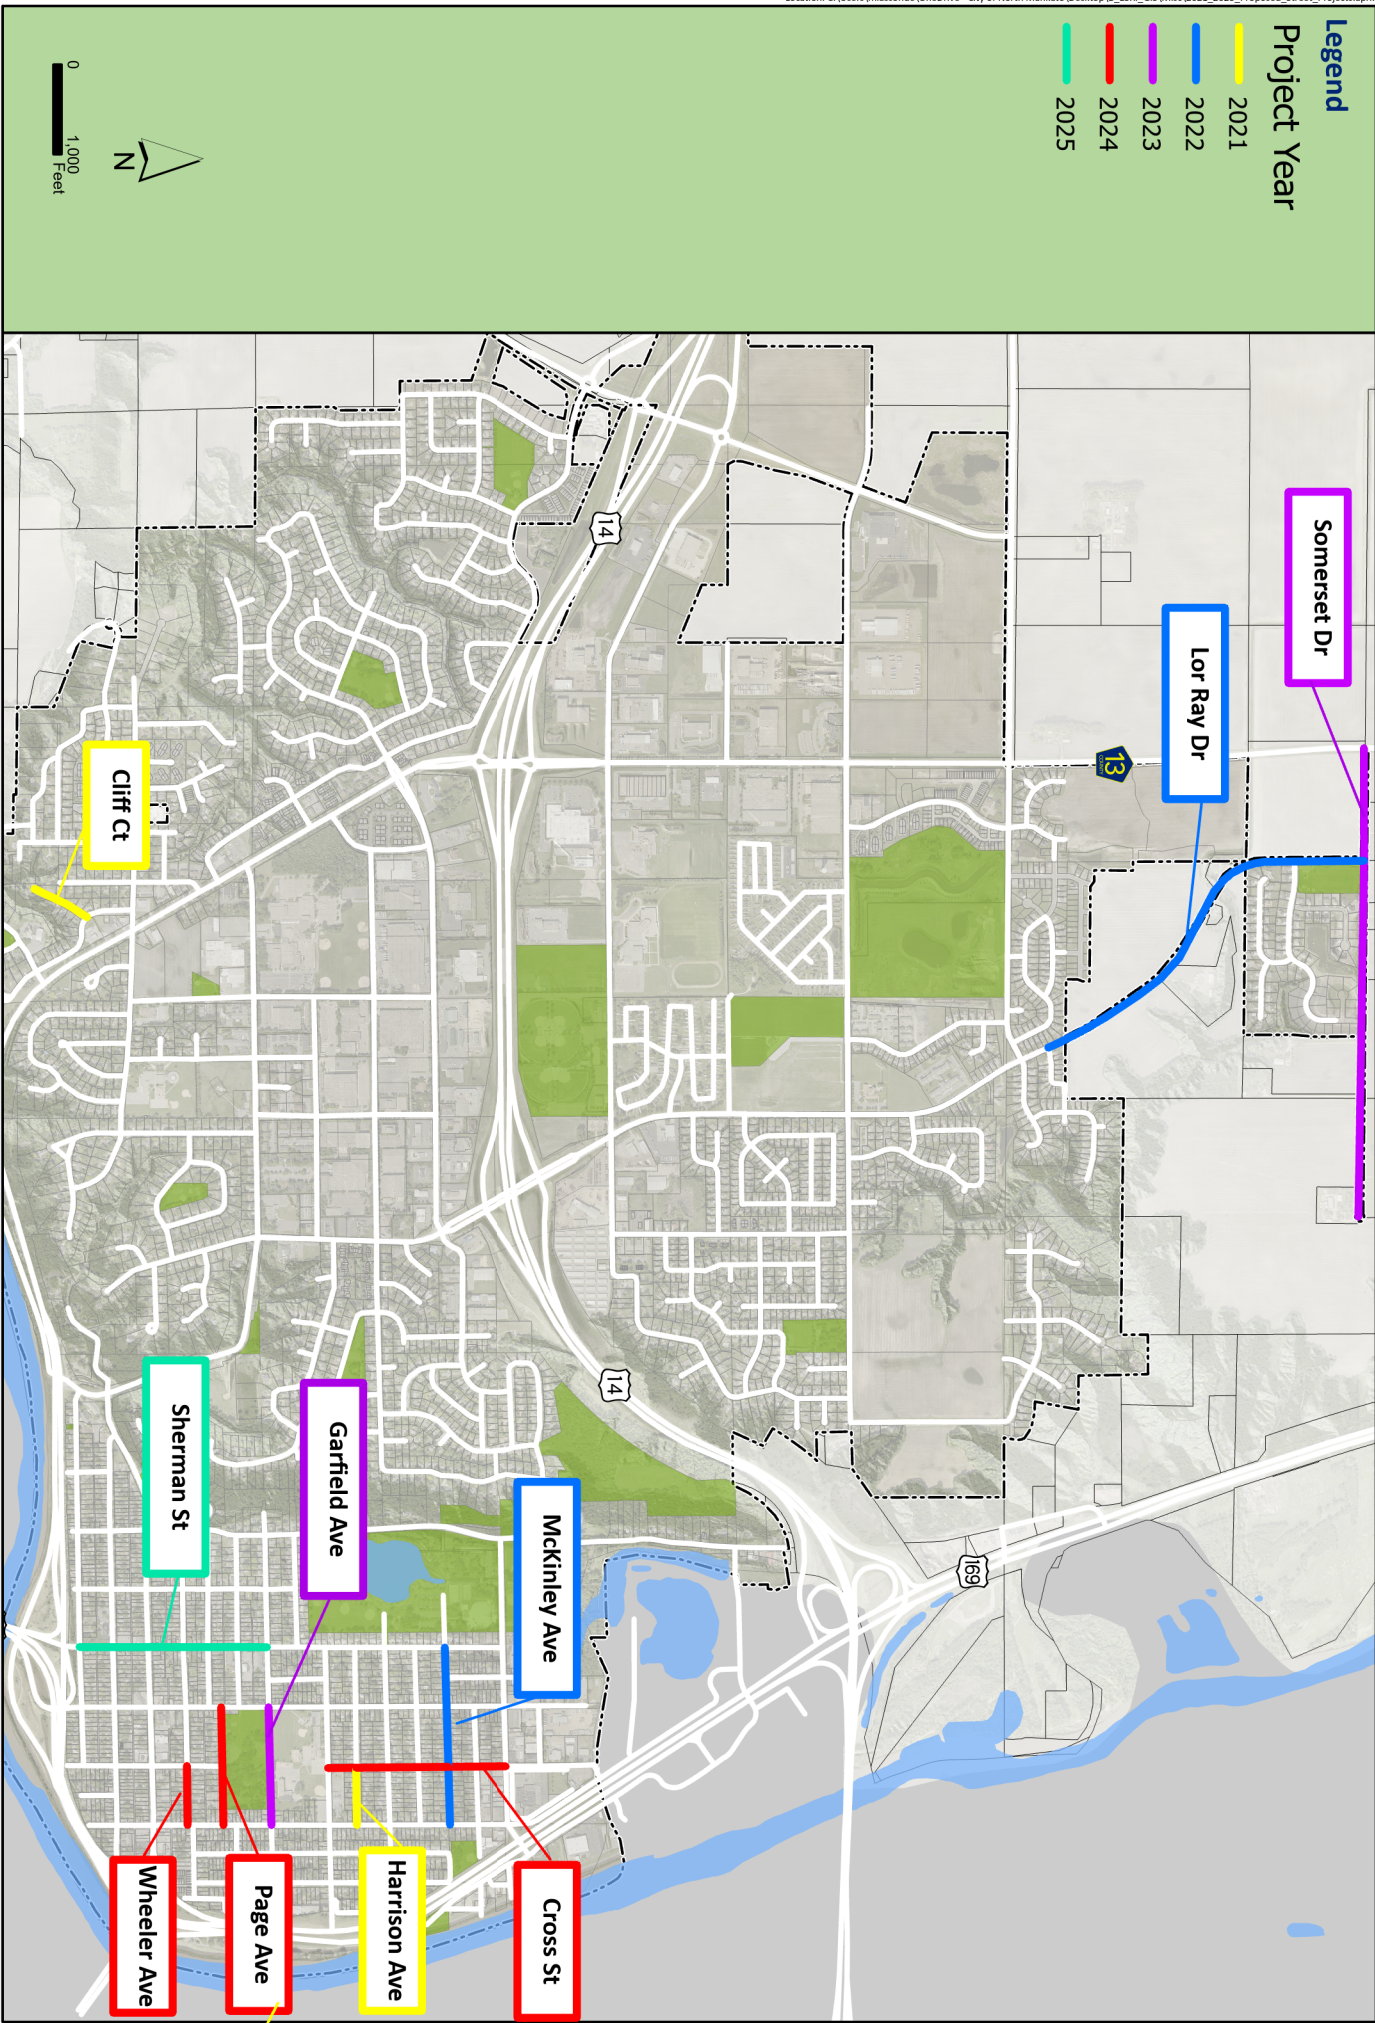 Legend
Project Year
2021
2022
2023
2024
2025
0
1,000
Feet
N
Somerset Dr
Lor Ray Dr
13
COUNTY
14
Cliff Ct
14
169
Sherman St
Garfield Ave
McKinley Ave
Wheeler Ave
Page Ave
Harrison Ave
Cross St